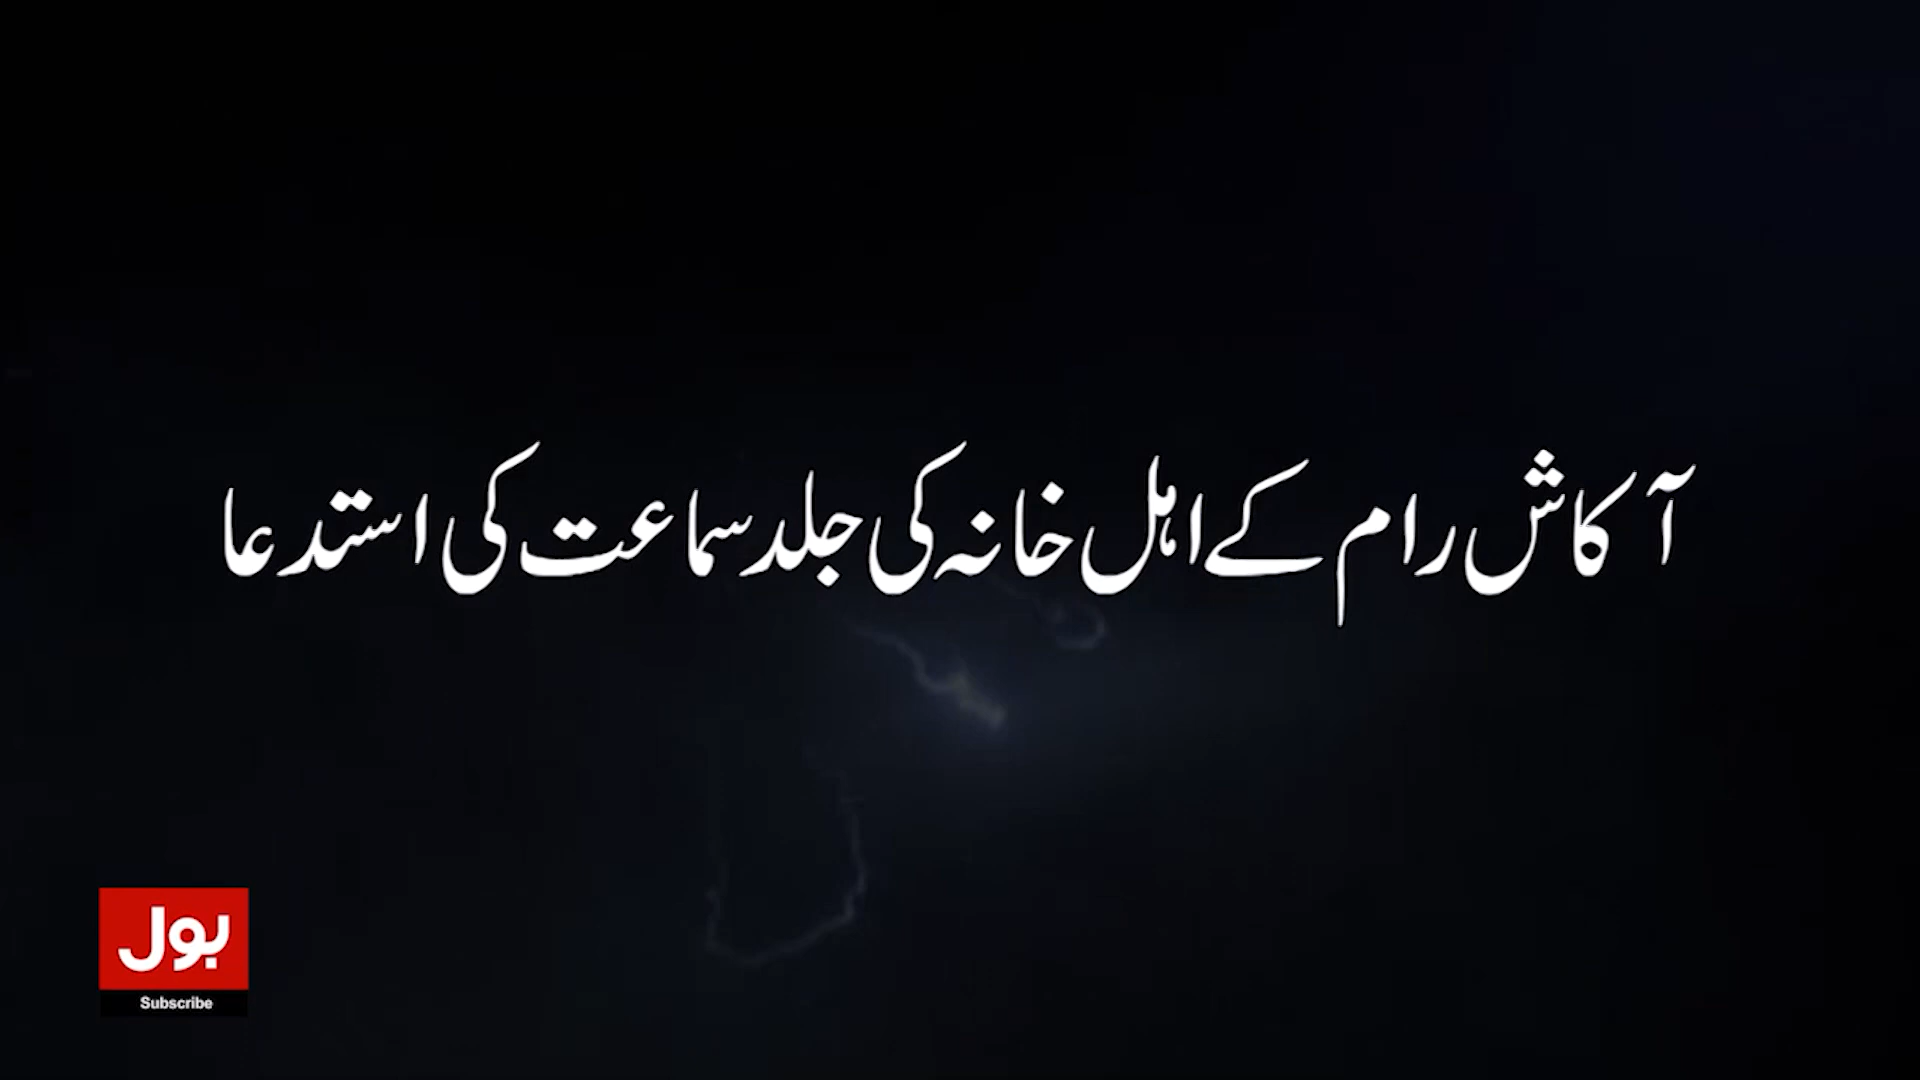 آکاش رام کے اہل خانہ کی جلد سماعت کی استدعا
بول
Subscribe